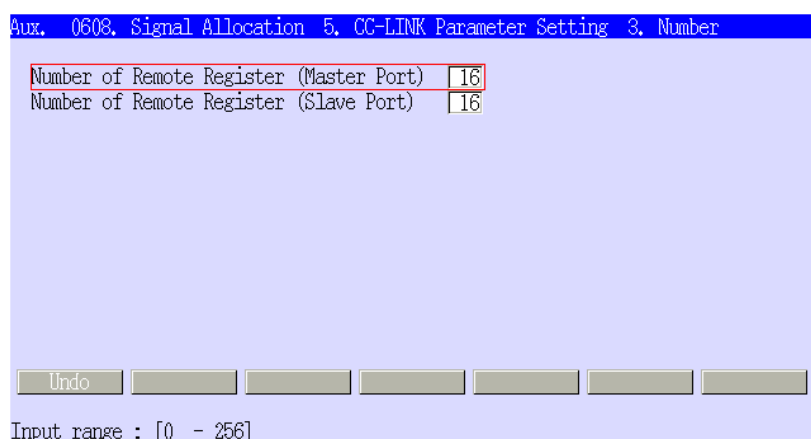 Aux. 0608. Signal Allocation 5. CC-LINK Parameter Setting 3. Number
Number of Remote Register (Master Port) 16
Number of Remote Register (Slave Port) 16
Undo
Input range : [0 - 256]